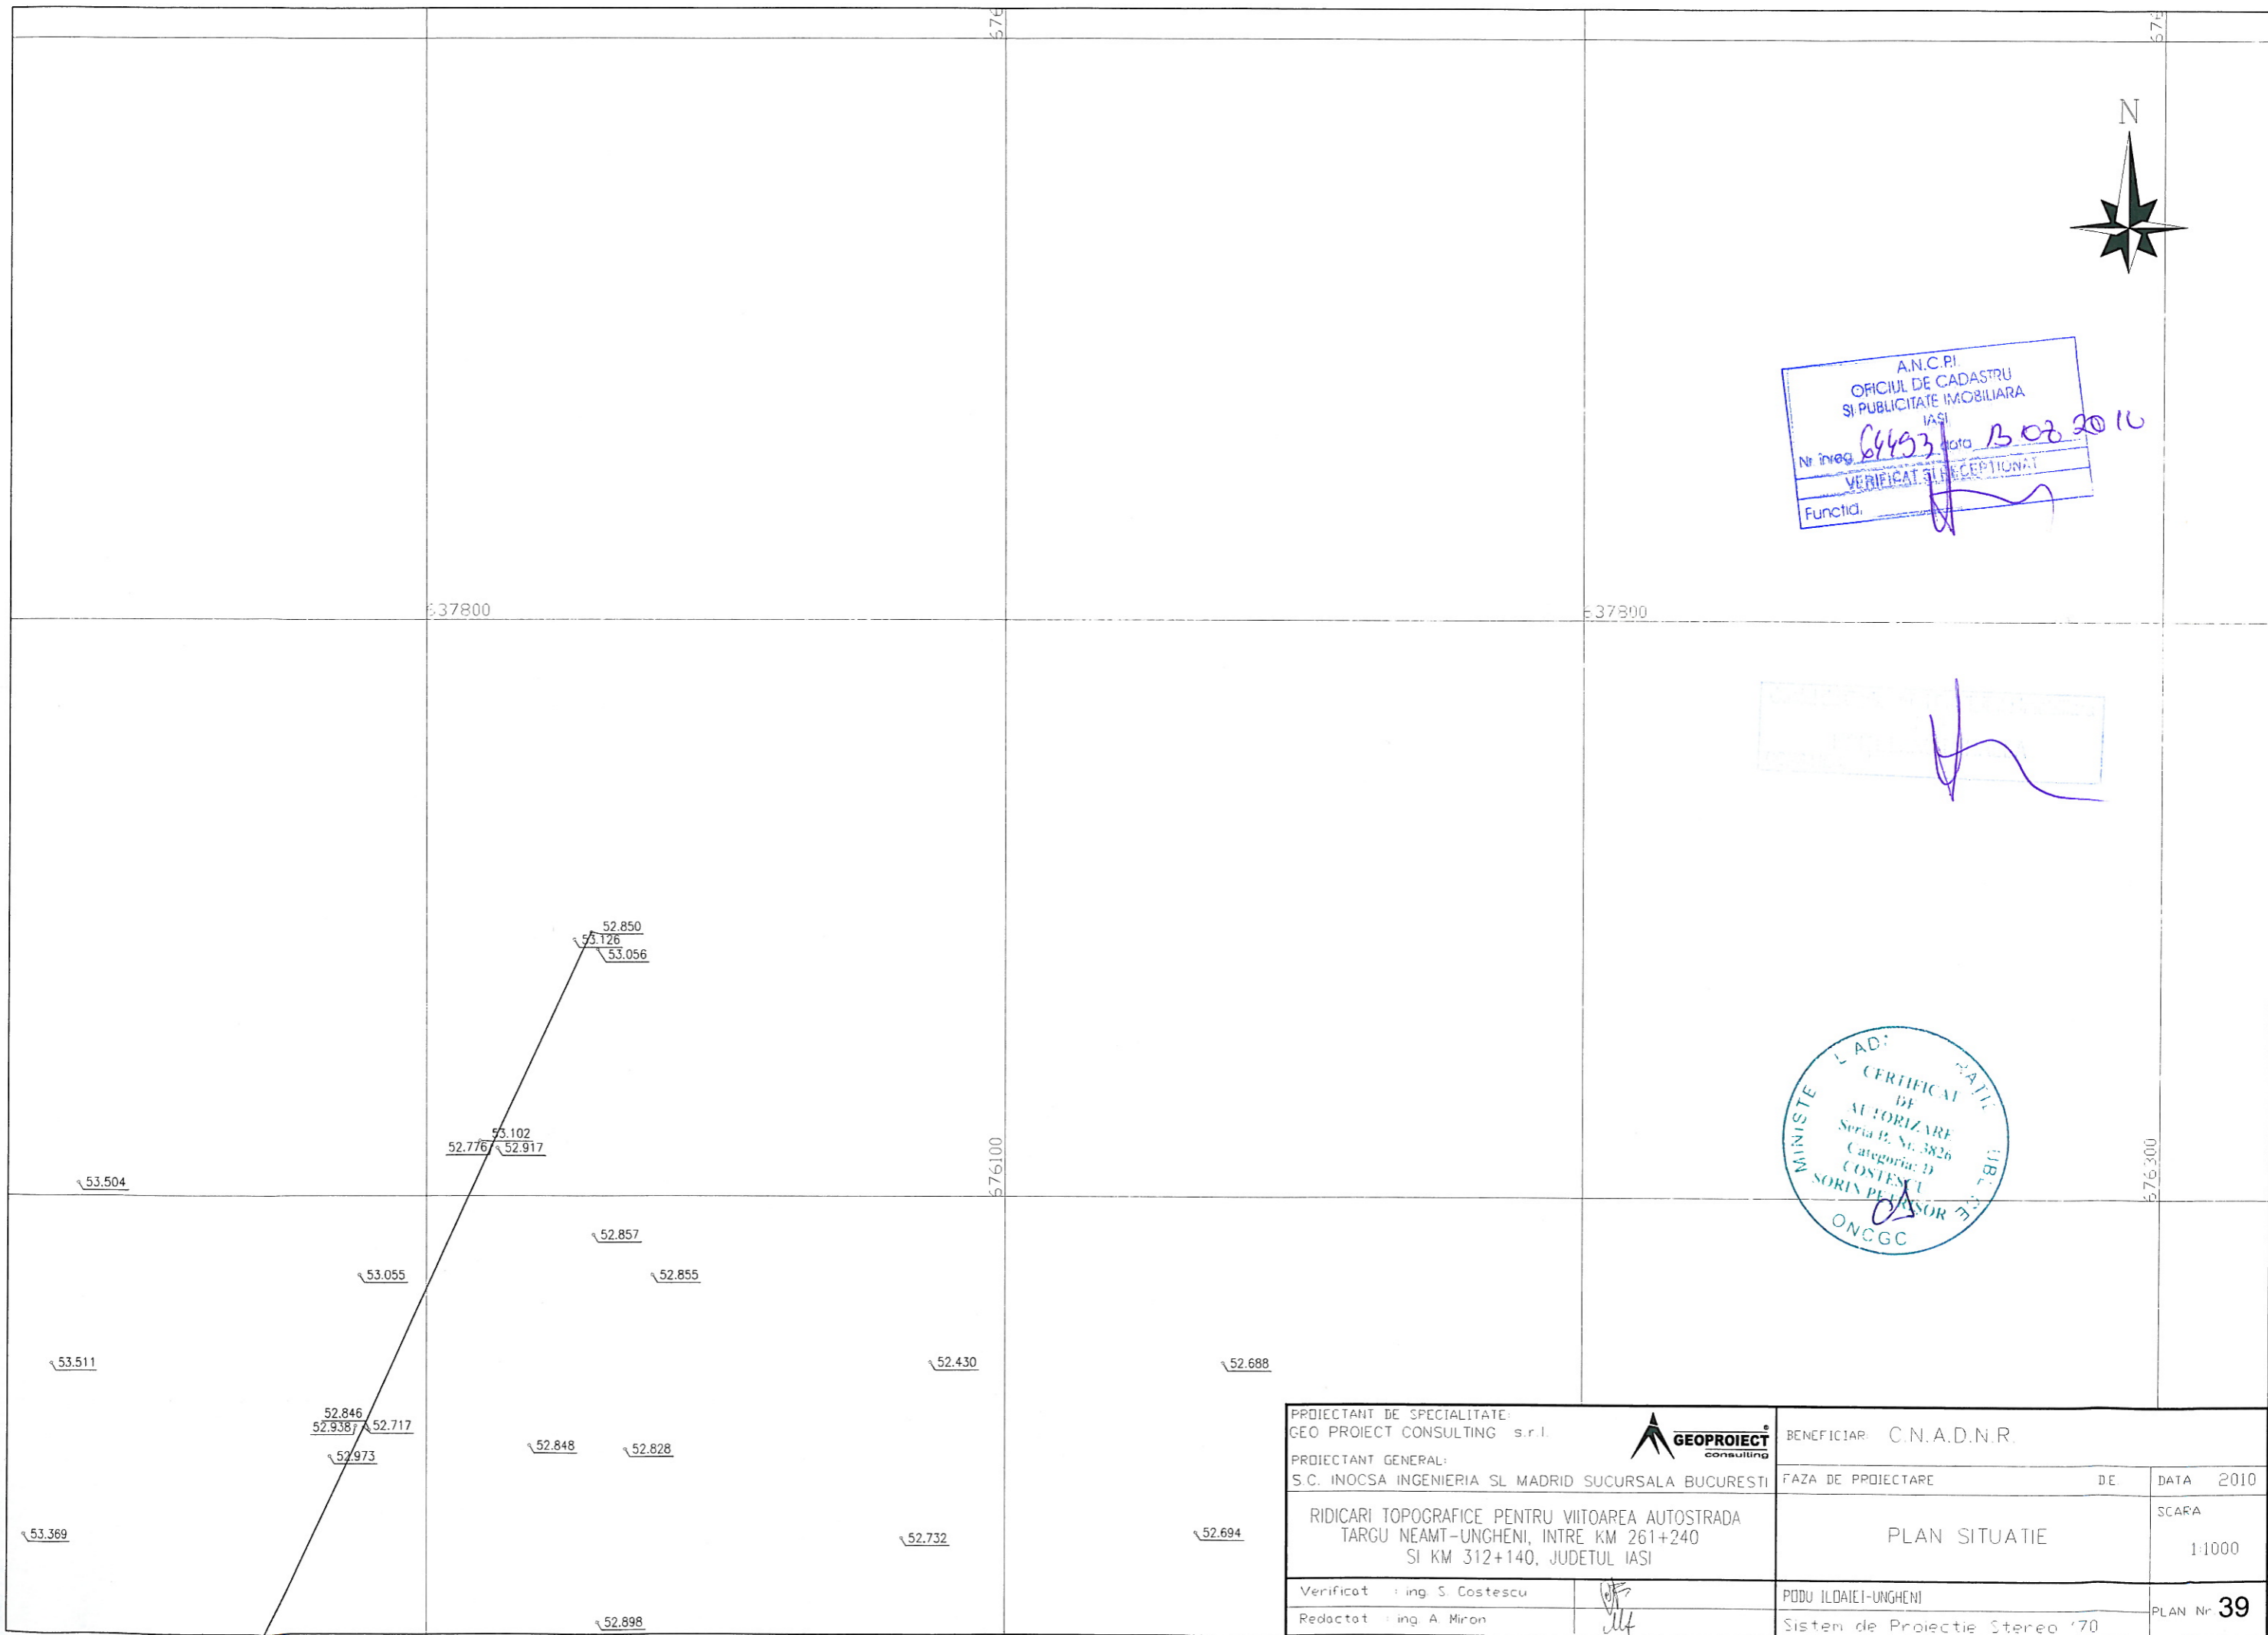 N
A.N.C.P.I.
OFICIUL DE CADASTRU
SI PUBLICITATE IMOBILIARA
IASI
Nr inreg 64493 data 13 07 2010
VERIFICAT SI RECEPTIONAT
Functia,
637800
637800
52.850
53.126
53.056
53.102
52.776
52.917
676100
676300
53.504
52.857
53.055
52.855
53.511
52.430
52.688
52.846
52.938
52.717
52.848
52.828
52.973
53.369
52.732
52.694
52.898
CERTIFICAT
DE
AUTORIZARE
Seria B. Nr. 3826
Categoria: D
COSTESCU
SORIN PETRISOR
ONCGC
PROIECTANT DE SPECIALITATE:
GEO PROIECT CONSULTING s.r.l.
GEOPROIECT
consulting
PROIECTANT GENERAL:
S.C. INOCSA INGENIERIA SL MADRID SUCURSALA BUCURESTI
BENEFICIAR: C.N.A.D.N.R.
FAZA DE PROIECTARE D.E.
DATA 2010
RIDICARI TOPOGRAFICE PENTRU VIITOAREA AUTOSTRADA
TARGU NEAMT-UNGHENI, INTRE KM 261+240
SI KM 312+140, JUDETUL IASI
PLAN SITUATIE
SCARA
1:1000
Verificat : ing. S. Costescu
Redactat : ing. A. Miron
PODU ILOAIEI-UNGHENI
Sistem de Proiectie Stereo '70
PLAN Nr 39